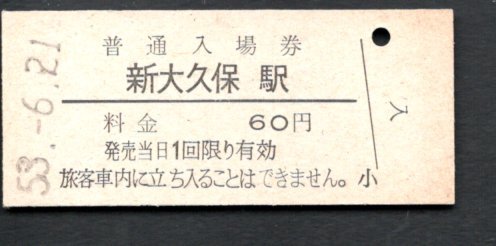 普通入場券
新大久保 駅
料金 60円
発売当日1回限り有効
旅客車内に立ち入ることはできません。 小
53.-6.21
入